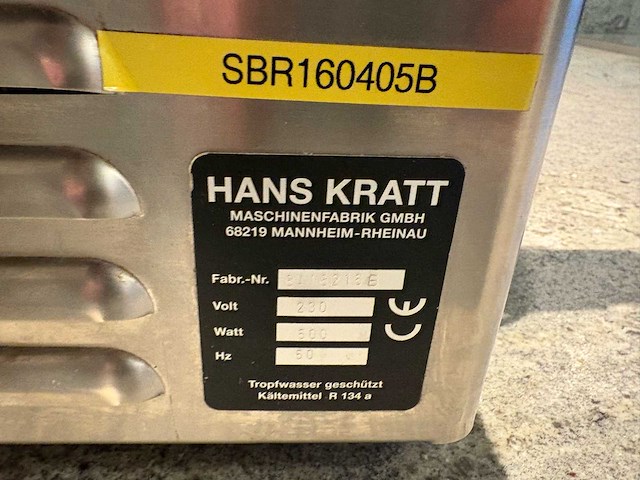 SBR160405B
HANS KRATT
MASCHINENFABRIK GMBH
68219 MANNHEIM-RHEINAU
Fabr.-Nr.
Volt 230
Watt
Hz 50
CE
Tropfwasser geschützt
Kältemittel R 134 a